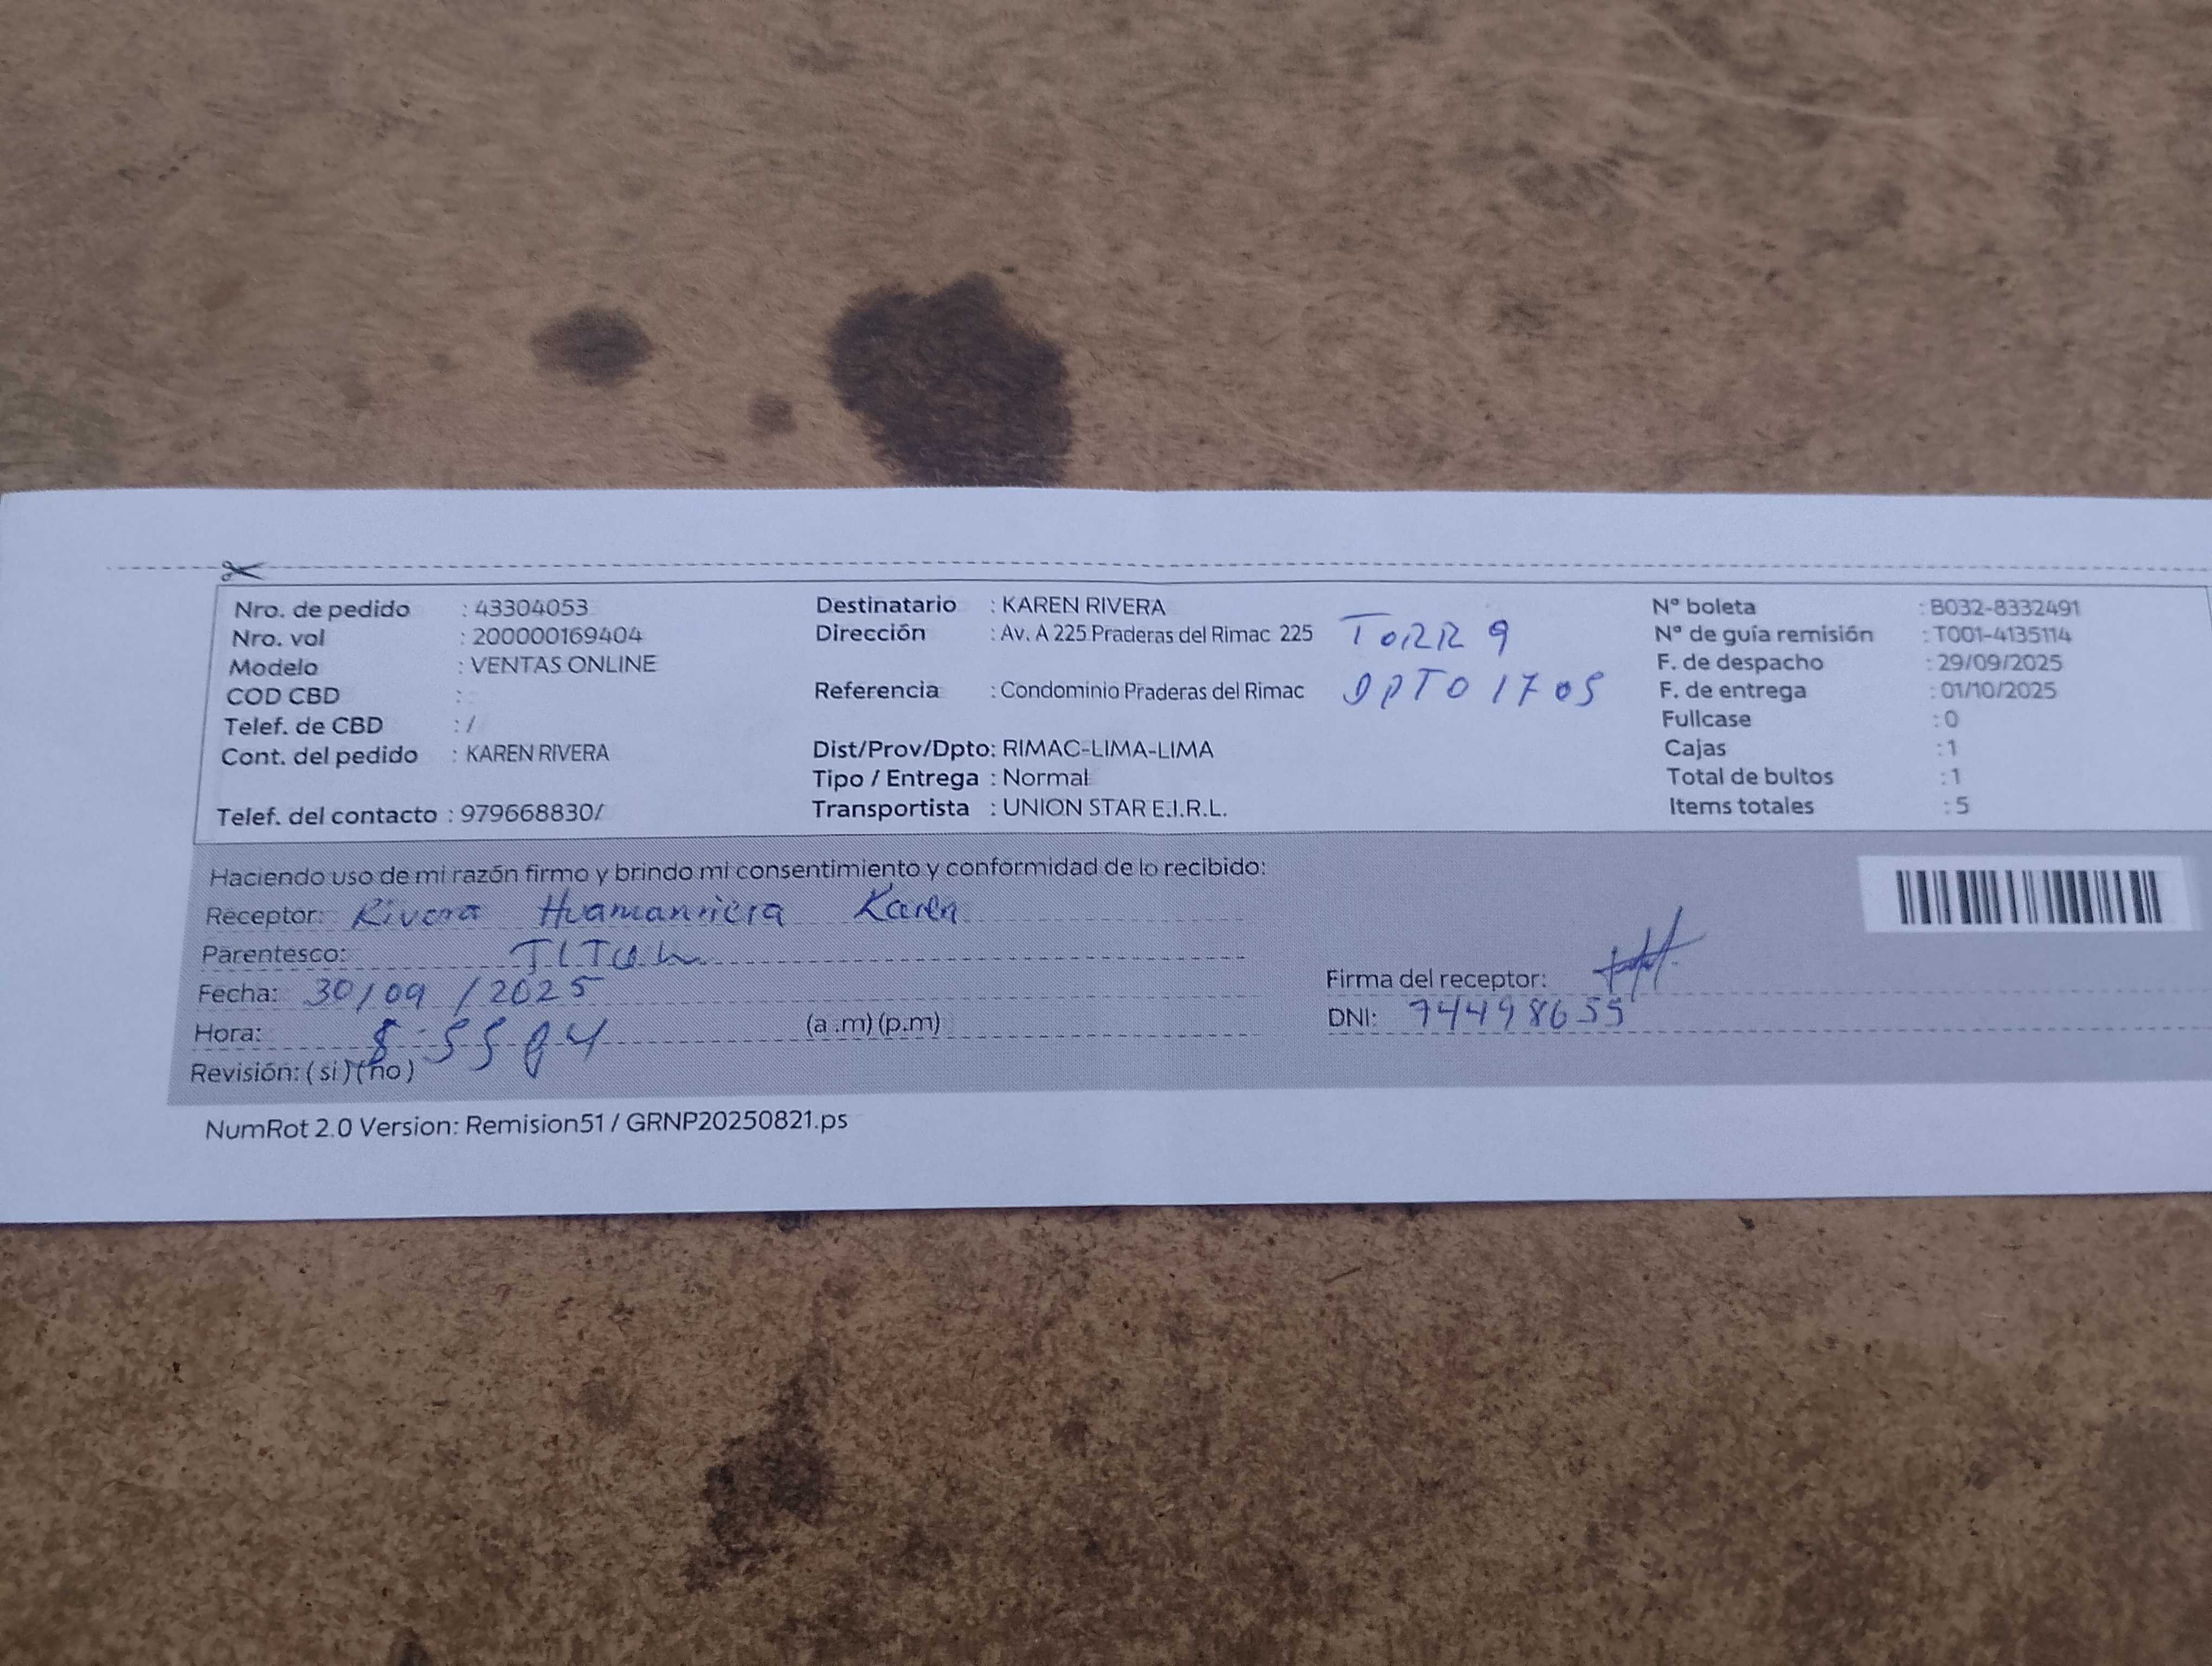 Nro. de pedido : 43304053
Nro. vol : 200000169404
Modelo : VENTAS ONLINE
COD CBD :
Telef. de CBD : /
Cont. del pedido : KAREN RIVERA
Telef. del contacto : 979668830/
Destinatario : KAREN RIVERA
Dirección : Av. A 225 Praderas del Rimac 225 TORR 9
Referencia : Condominio Praderas del Rimac DPTO 1705
Dist/Prov/Dpto: RIMAC-LIMA-LIMA
Tipo / Entrega : Normal
Transportista : UNION STAR E.I.R.L.
N° boleta : B032-8332491
N° de guía remisión : T001-4135114
F. de despacho : 29/09/2025
F. de entrega : 01/10/2025
Fullcase : 0
Cajas : 1
Total de bultos : 1
Items totales : 5
Haciendo uso de mi razón firmo y brindo mi consentimiento y conformidad de lo recibido:
Receptor: Rivera Karen
Parentesco:
Fecha: 30/09/2025
Hora: 8:55 (a.m) (p.m)
Revisión: ( si ) ( no )
Firma del receptor:
DNI: 74498655
NumRot 2.0 Version: Remision51 / GRNP20250821.ps